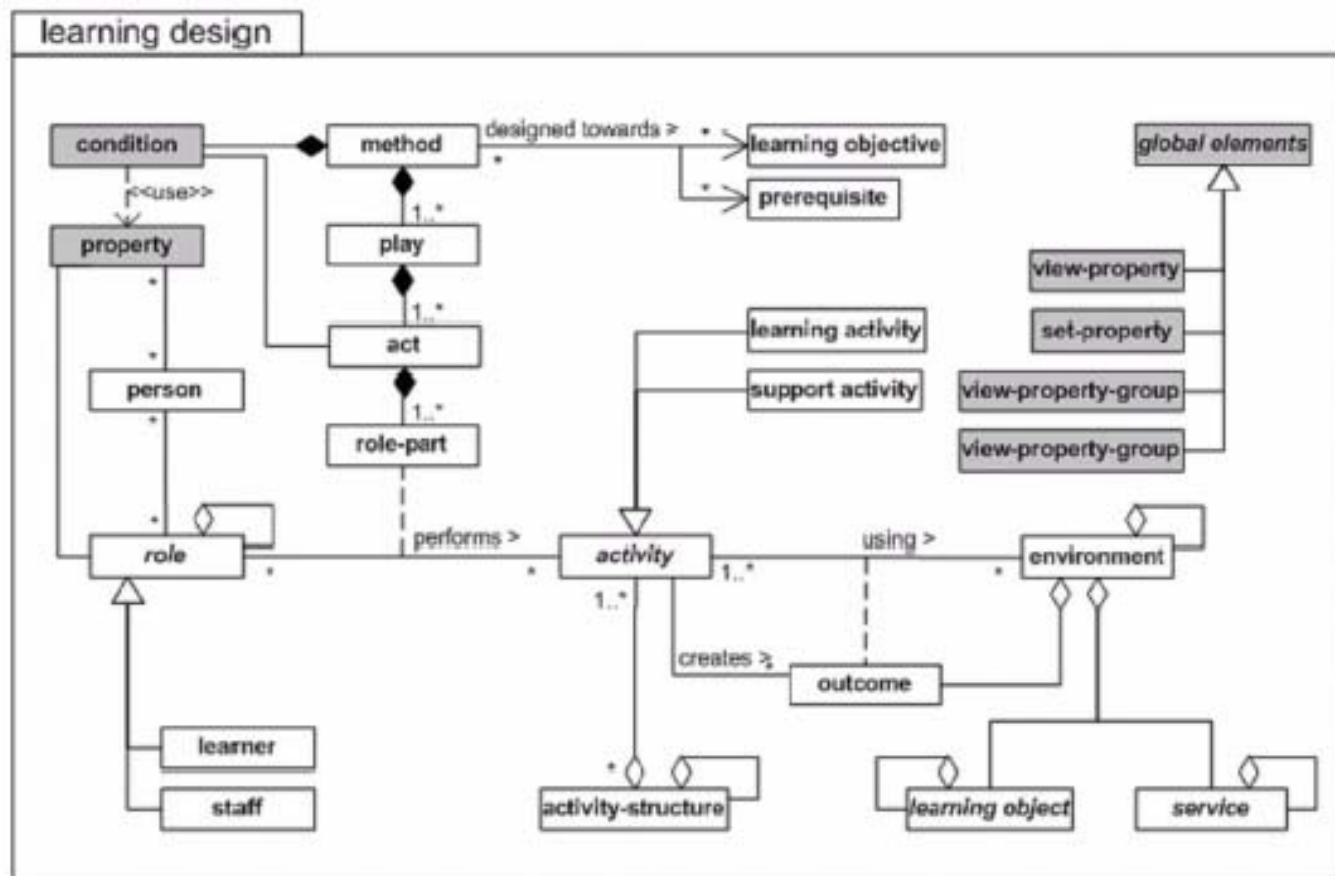 learning design
condition
method
designed towards >
*
*
learning objective
global elements
<<use>>
*
prerequisite
1..*
property
play
view-property
*
1..*
learning activity
set-property
act
*
person
support activity
view-property-group
*
1..*
role-part
view-property-group
*
role
performs >
activity
using >
environment
*
*
1..*
*
1..*
creates >
*
outcome
learner
*
staff
activity-structure
learning object
service